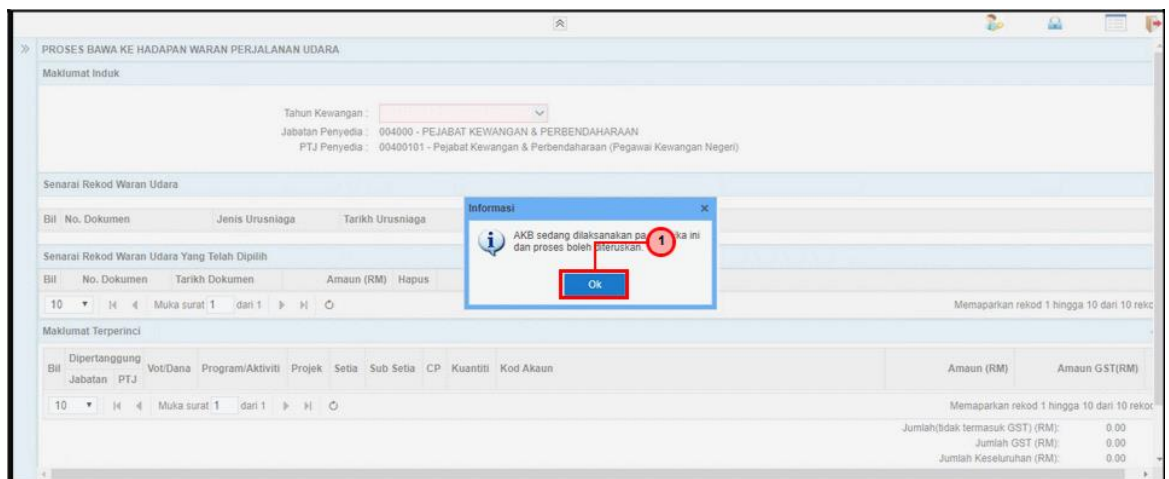 PROSES BAWA KE HADAPAN WARAN PERJALANAN UDARA
Maklumat Induk
Tahun Kewangan :
Jabatan Penyedia : 004000 - PEJABAT KEWANGAN & PERBENDAHARAAN
PTJ Penyedia : 00400101 - Pejabat Kewangan & Perbendaharaan (Pegawai Kewangan Negeri)
Senarai Rekod Waran Udara
Bil No. Dokumen Jenis Urusniaga Tarikh Urusniaga
Informasi
AKB sedang dilaksanakan pa ika ini
dan proses boleh diteruskan.
1
Ok
Senarai Rekod Waran Udara Yang Telah Dipilih
Bil No. Dokumen Tarikh Dokumen Amaun (RM) Hapus
10 Muka surat 1 dari 1 Memaparkan rekod 1 hingga 10 dari 10 reko
Maklumat Terperinci
Bil Dipertanggung Vot/Dana Program/Aktiviti Projek Setia Sub Setia CP Kuantiti Kod Akaun Amaun (RM) Amaun GST(RM)
Jabatan PTJ
10 Muka surat 1 dari 1 Memaparkan rekod 1 hingga 10 dari 10 rekod
Jumlah(tidak termasuk GST) (RM): 0.00
Jumlah GST (RM): 0.00
Jumlah Keseluruhan (RM): 0.00